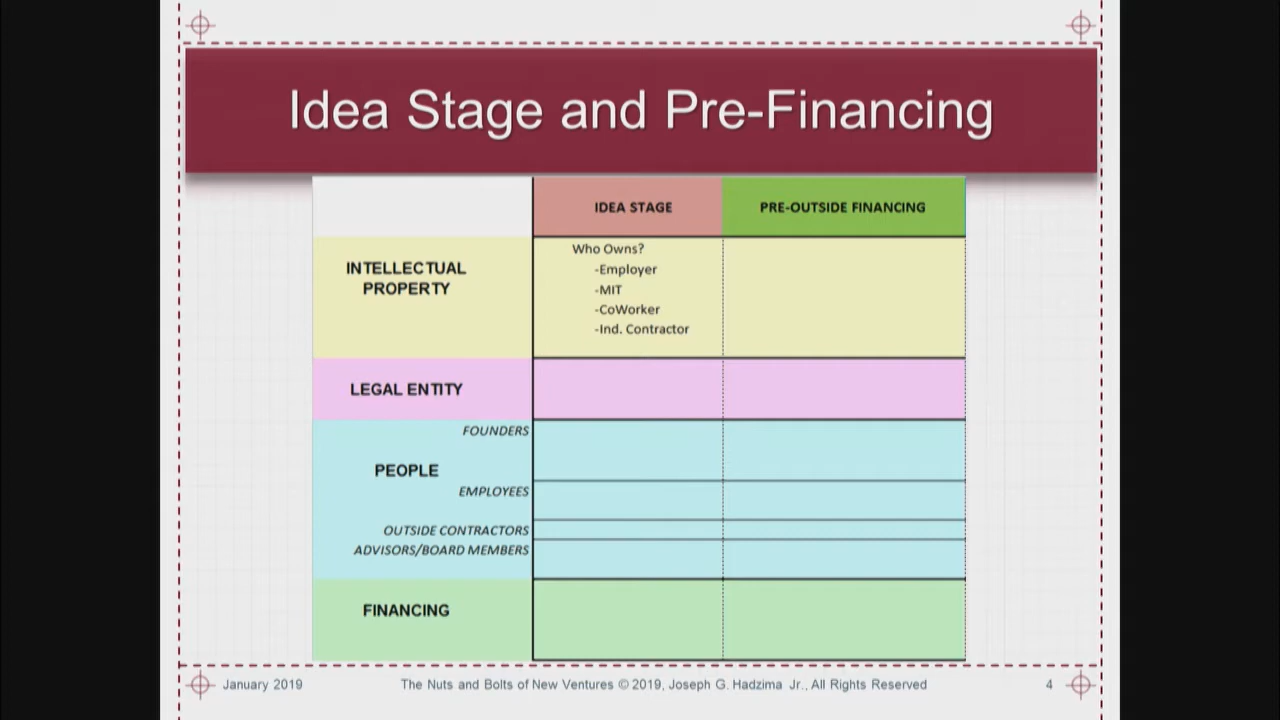 Idea Stage and Pre-Financing
IDEA STAGE
PRE-OUTSIDE FINANCING
INTELLECTUAL
PROPERTY
Who Owns?
-Employer
-MIT
-CoWorker
-Ind. Contractor
LEGAL ENTITY
FOUNDERS
PEOPLE
EMPLOYEES
OUTSIDE CONTRACTORS
ADVISORS/BOARD MEMBERS
FINANCING
January 2019
The Nuts and Bolts of New Ventures © 2019, Joseph G. Hadzima Jr., All Rights Reserved
4